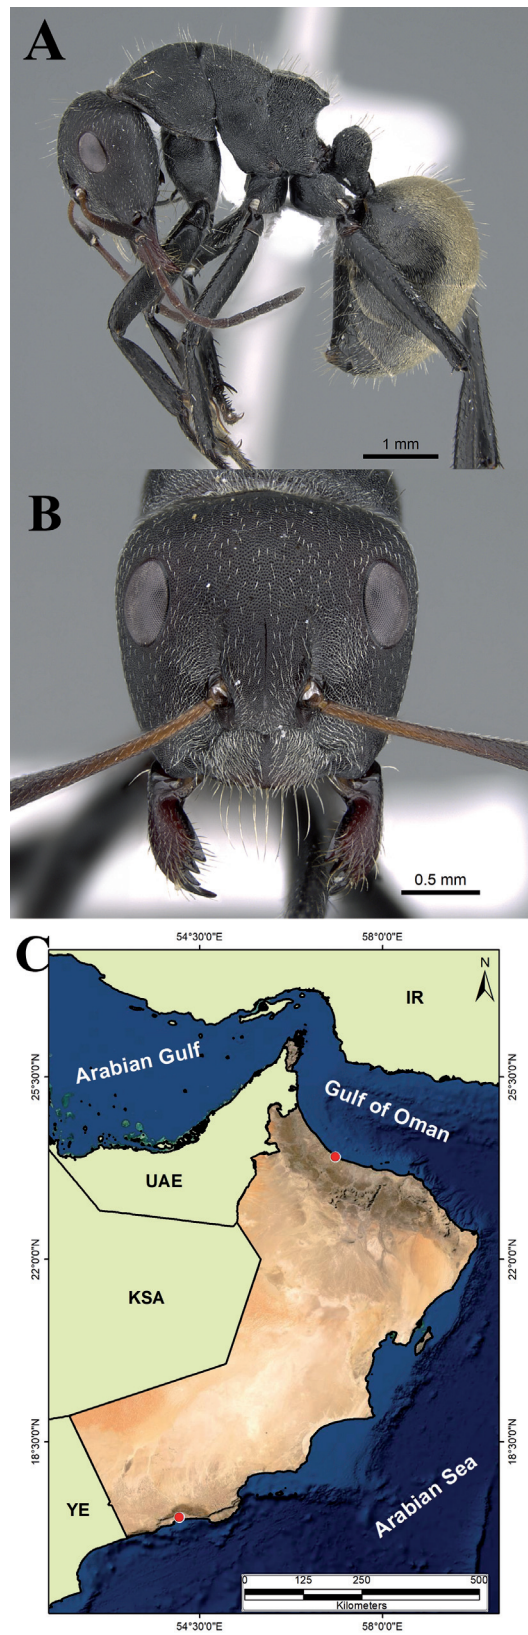 A
1 mm
B
0.5 mm
C
54°30'0"E
58°0'0"E
N
IR
Arabian Gulf
25°30'0"N
25°30'0"N
Gulf of Oman
UAE
22°0'0"N
22°0'0"N
KSA
18°30'0"N
18°30'0"N
YE
Arabian Sea
0 125 250 500
Kilometers
54°30'0"E
58°0'0"E